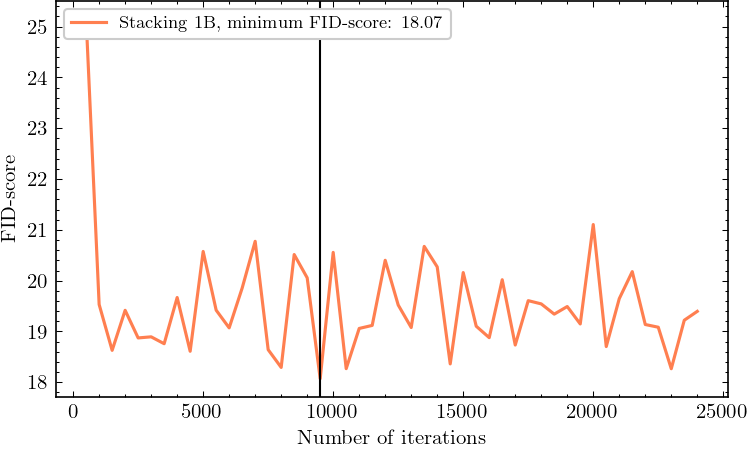 Stacking 1B, minimum FID-score: 18.07
25
24
23
22
21
20
19
18
FID-score
0 5000 10000 15000 20000 25000
Number of iterations